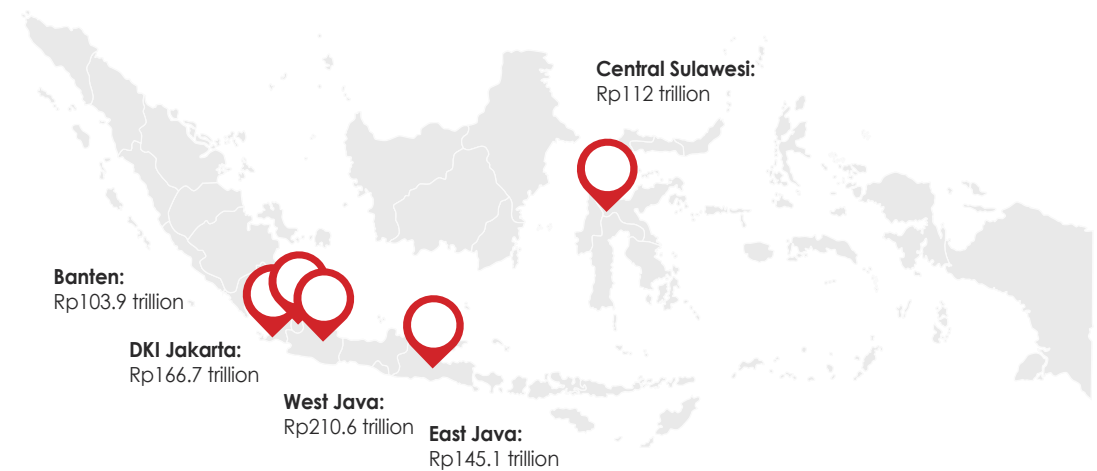 Central Sulawesi:
Rp112 trillion
Banten:
Rp103.9 trillion
DKI Jakarta:
Rp166.7 trillion
West Java:
Rp210.6 trillion
East Java:
Rp145.1 trillion